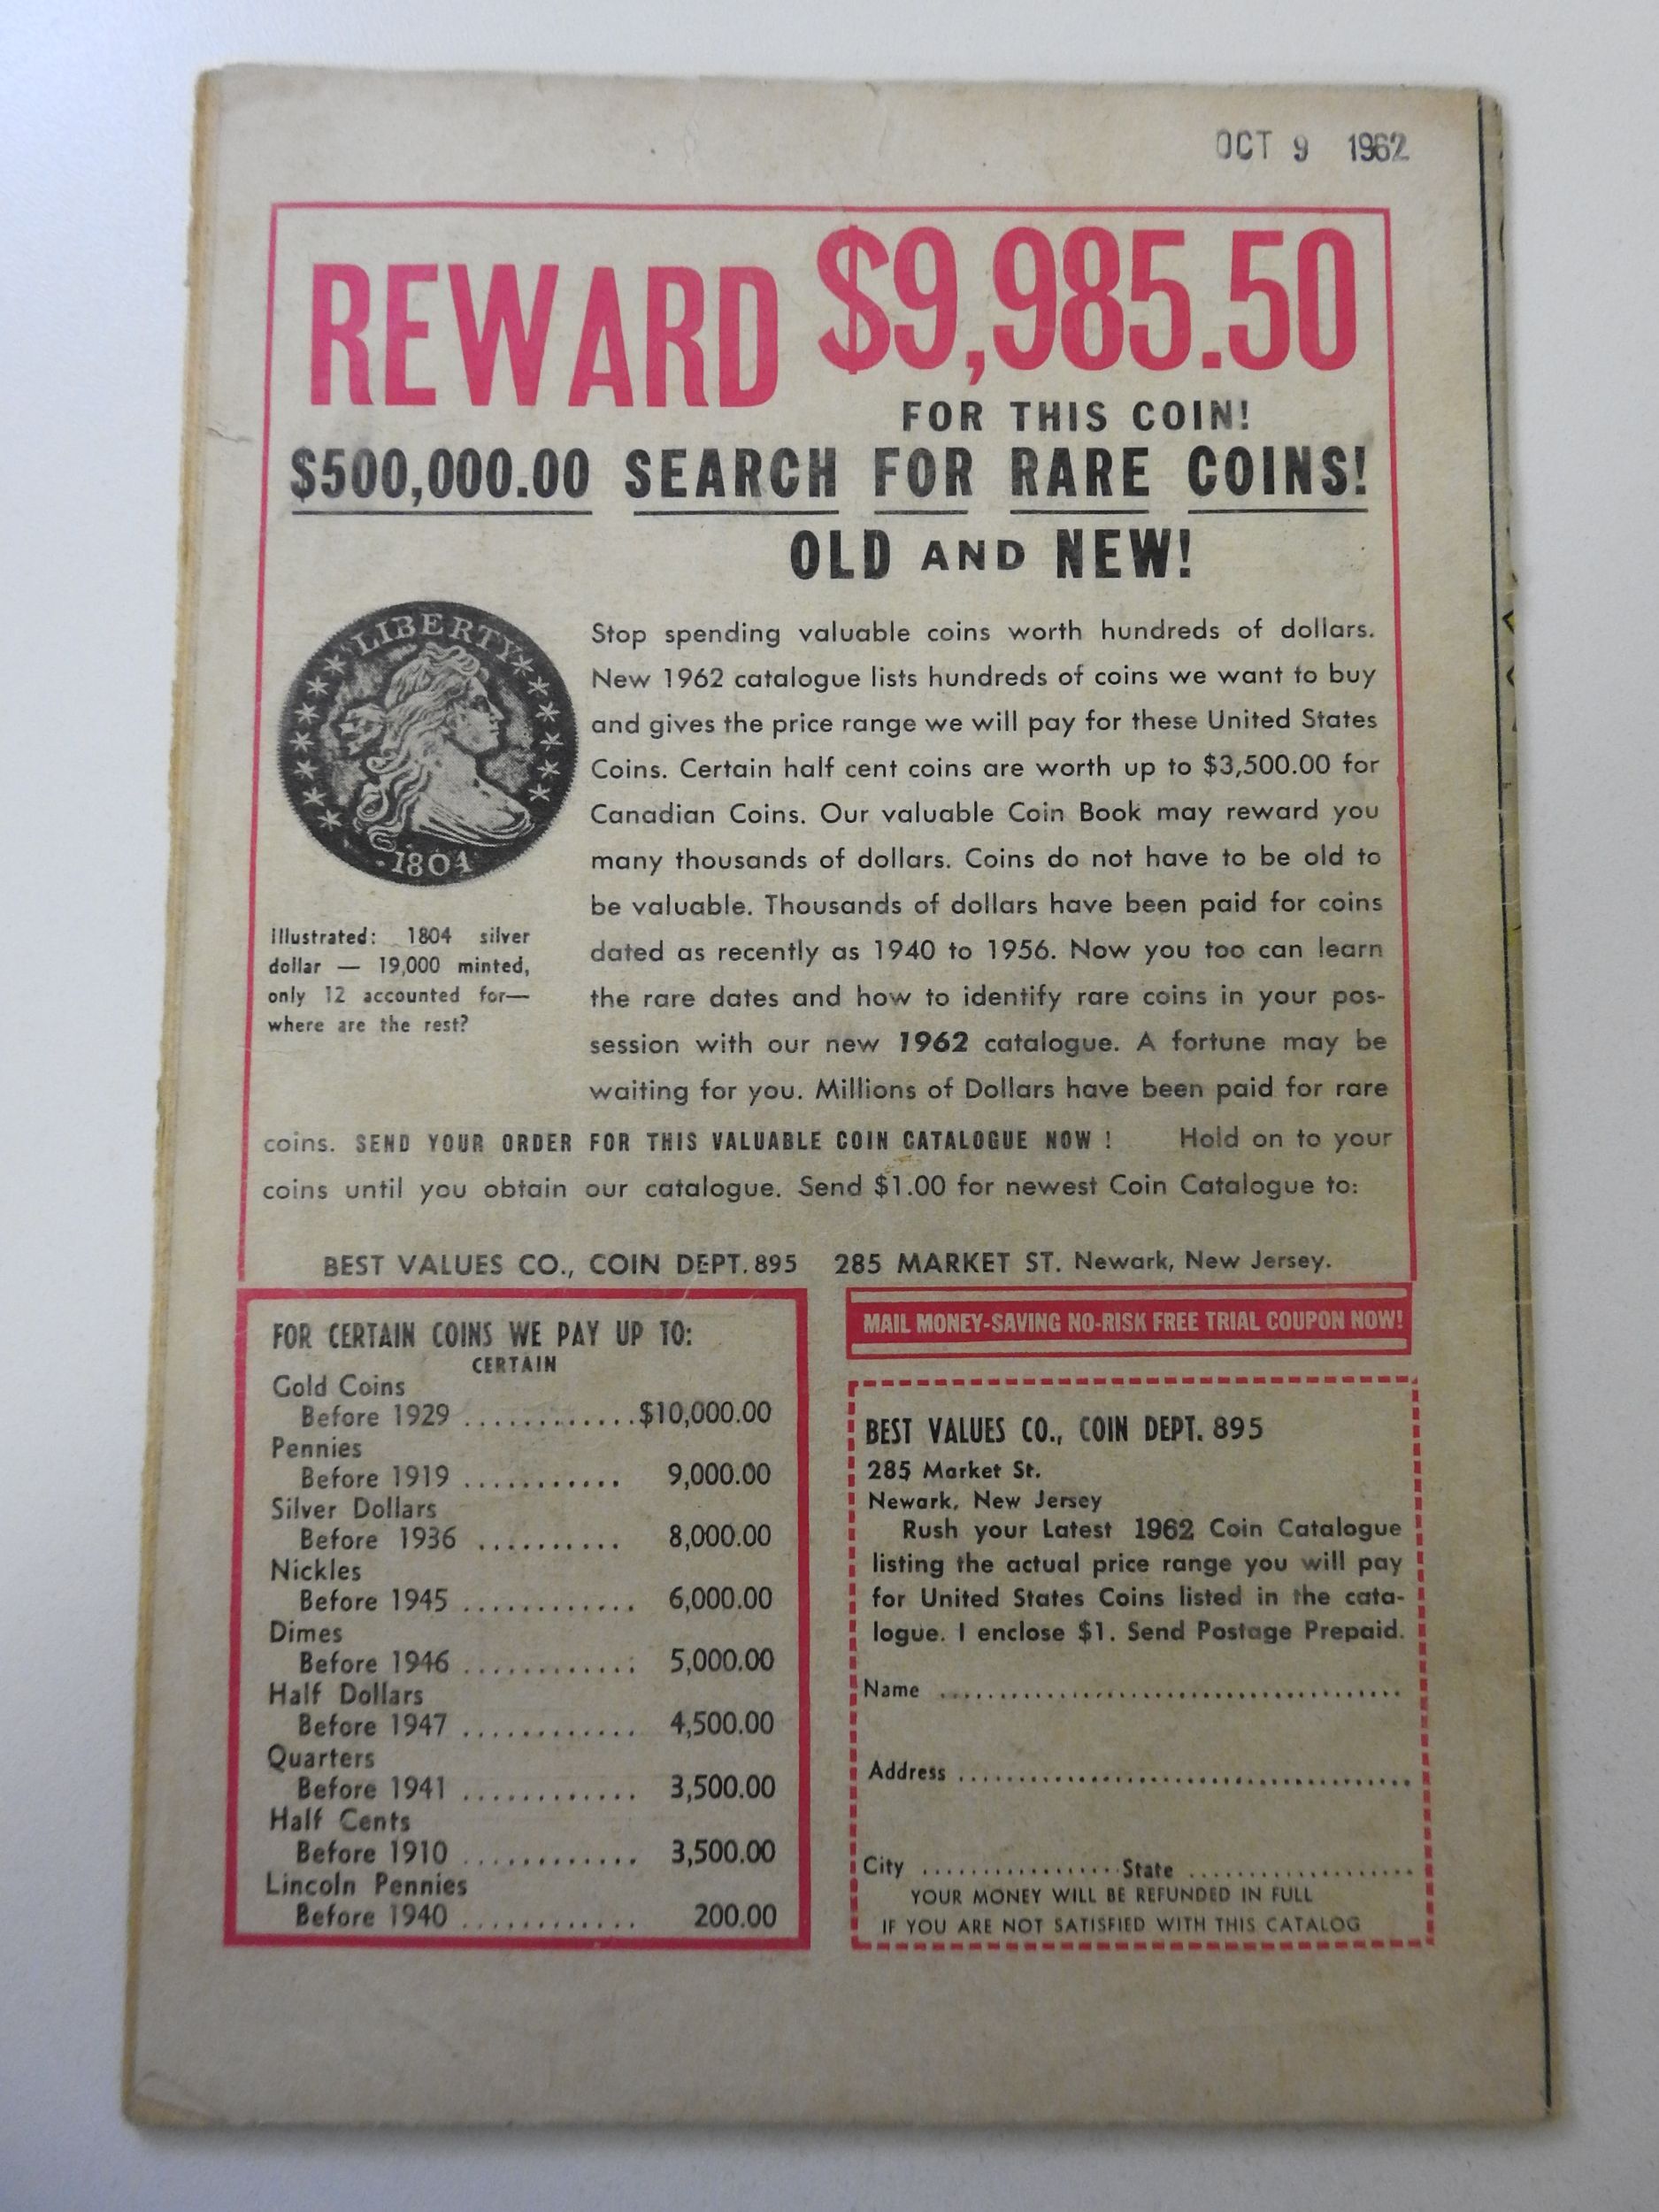 OCT 9 1962
REWARD $9,985.50
FOR THIS COIN!
$500,000.00 SEARCH FOR RARE COINS!
OLD AND NEW!
LIBERTY
1804
Illustrated: 1804 silver
dollar — 19,000 minted,
only 12 accounted for—
where are the rest?
Stop spending valuable coins worth hundreds of dollars.
New 1962 catalogue lists hundreds of coins we want to buy
and gives the price range we will pay for these United States
Coins. Certain half cent coins are worth up to $3,500.00 for
Canadian Coins. Our valuable Coin Book may reward you
many thousands of dollars. Coins do not have to be old to
be valuable. Thousands of dollars have been paid for coins
dated as recently as 1940 to 1956. Now you too can learn
the rare dates and how to identify rare coins in your pos-
session with our new 1962 catalogue. A fortune may be
waiting for you. Millions of Dollars have been paid for rare
coins. SEND YOUR ORDER FOR THIS VALUABLE COIN CATALOGUE NOW ! Hold on to your
coins until you obtain our catalogue. Send $1.00 for newest Coin Catalogue to:
BEST VALUES CO., COIN DEPT. 895 285 MARKET ST. Newark, New Jersey.
FOR CERTAIN COINS WE PAY UP TO:
CERTAIN
Gold Coins
Before 1929 ............$10,000.00
Pennies
Before 1919 ........... 9,000.00
Silver Dollars
Before 1936 .......... 8,000.00
Nickles
Before 1945 ............ 6,000.00
Dimes
Before 1946 ............ 5,000.00
Half Dollars
Before 1947 ............ 4,500.00
Quarters
Before 1941 ............ 3,500.00
Half Cents
Before 1910 ............ 3,500.00
Lincoln Pennies
Before 1940 ............ 200.00
MAIL MONEY-SAVING NO-RISK FREE TRIAL COUPON NOW!
BEST VALUES CO., COIN DEPT. 895
285 Market St.
Newark, New Jersey
Rush your Latest 1962 Coin Catalogue
listing the actual price range you will pay
for United States Coins listed in the cata-
logue. I enclose $1. Send Postage Prepaid.
Name ........................................
Address ........................................
City .................State ...................
YOUR MONEY WILL BE REFUNDED IN FULL
IF YOU ARE NOT SATISFIED WITH THIS CATALOG